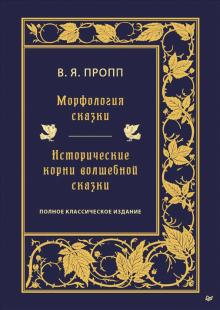 В. Я. ПРОПП
Морфология
сказки
Исторические
корни волшебной
сказки
ПОЛНОЕ КЛАССИЧЕСКОЕ ИЗДАНИЕ